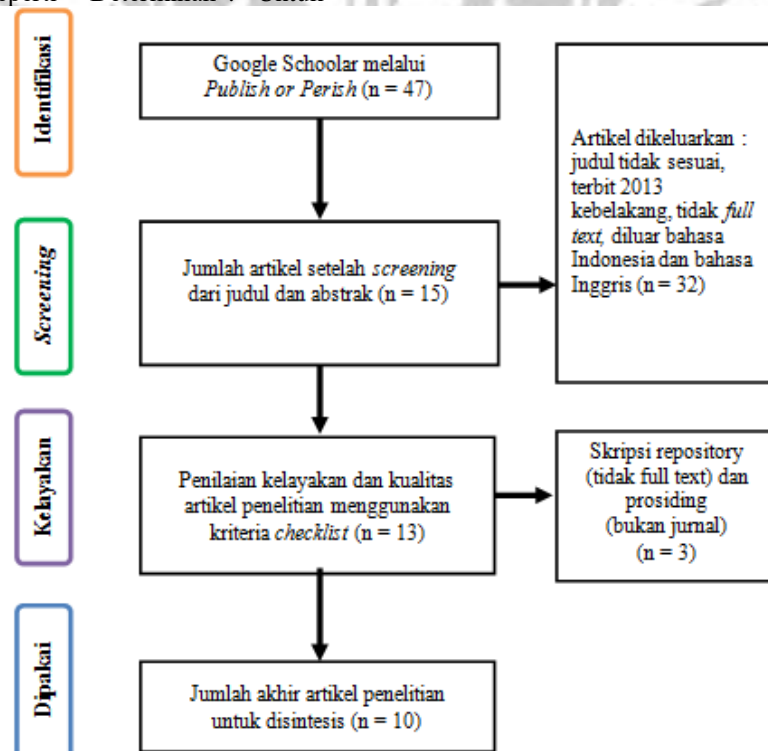 Untuk
Identifikasi
Google Schoolar melalui
Publish or Perish (n = 47)
Artikel dikeluarkan :
judul tidak sesuai,
terbit 2013
kebelakang, tidak full
text, diluar bahasa
Indonesia dan bahasa
Inggris (n = 32)
Screening
Jumlah artikel setelah screening
dari judul dan abstrak (n = 15)
Kelayakan
Penilaian kelayakan dan kualitas
artikel penelitian menggunakan
kriteria checklist (n = 13)
Skripsi repository
(tidak full text) dan
prosiding
(bukan jurnal)
(n = 3)
Dipakai
Jumlah akhir artikel penelitian
untuk disintesis (n = 10)